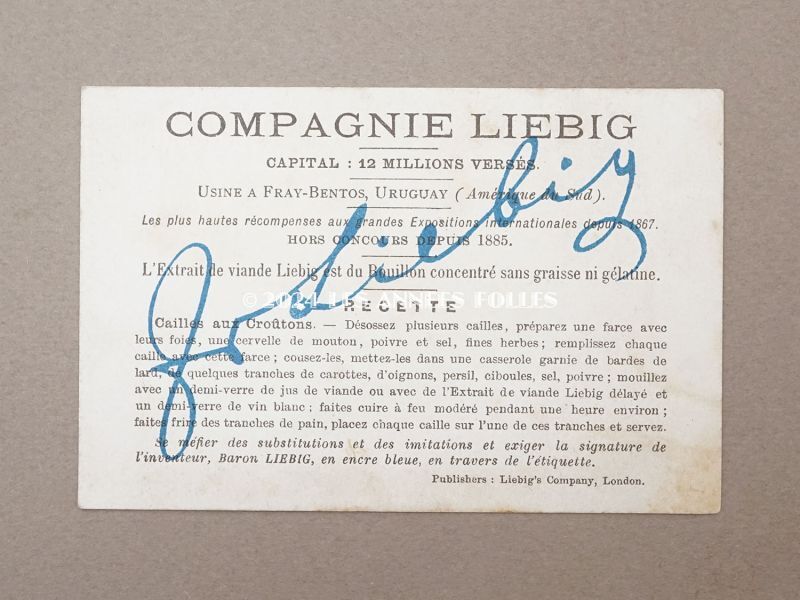 COMPAGNIE LIEBIG
CAPITAL : 12 MILLIONS VERSÉS.
USINE A FRAY-BENTOS, URUGUAY (Amérique du Sud).
Les plus hautes récompenses aux grandes Expositions internationales depuis 1867.
HORS CONCOURS DEPUIS 1885.
L'Extrait de viande Liebig est du Bouillon concentré sans graisse ni gélatine.
© 2024 LES ANNÉES FOLLES
RECETTE
Cailles aux Croûtons. — Désossez plusieurs cailles, préparez une farce avec
leurs foies, une cervelle de mouton, poivre et sel, fines herbes ; remplissez chaque
caille avec cette farce ; cousez-les, mettez-les dans une casserole garnie de bardes de
lard, de quelques tranches de carottes, d'oignons, persil, ciboules, sel, poivre ; mouillez
avec un demi-verre de jus de viande ou avec de l'Extrait de viande Liebig délayé et
un demi-verre de vin blanc ; faites cuire à feu modéré pendant une heure environ ;
faites frire des tranches de pain, placez chaque caille sur l'une de ces tranches et servez.
Se méfier des substitutions et des imitations et exiger la signature de
l'inventeur, Baron LIEBIG, en encre bleue, en travers de l'étiquette.
Publishers : Liebig's Company, London.
Liebig